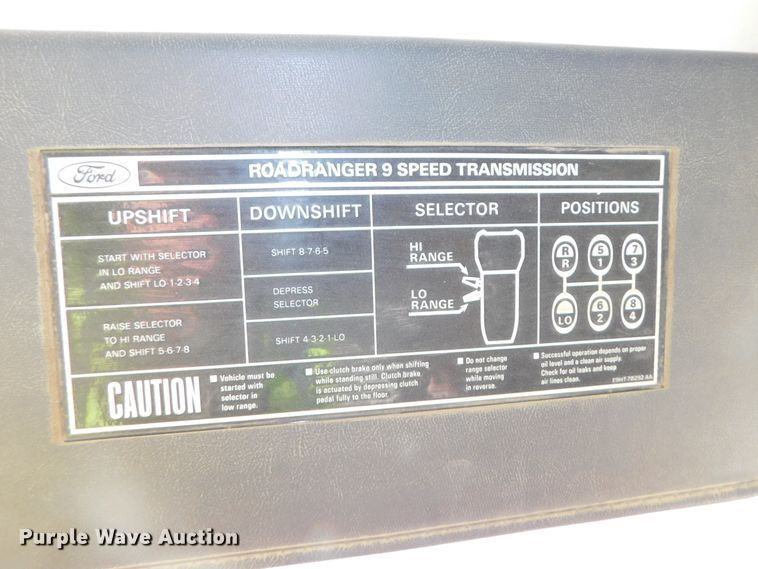 Ford
ROADRANGER 9 SPEED TRANSMISSION
UPSHIFT
START WITH SELECTOR
IN LO RANGE
AND SHIFT LO 1-2-3-4
RAISE SELECTOR
TO HI RANGE
AND SHIFT 5-6-7-8
DOWNSHIFT
SHIFT 8-7-6-5
DEPRESS
SELECTOR
SHIFT 4-3-2-1-LO
SELECTOR
HI
RANGE
LO
RANGE
POSITIONS
R 5 7
R 1 3
6 8
LO 2 4
CAUTION
■ Vehicle must be
started with
selector in
low range.
■ Use clutch brake only when shifting
while standing still. Clutch brake
is actuated by depressing clutch
pedal fully to the floor.
■ Do not change
range selector
while moving
in reverse.
■ Successful operation depends on proper
oil level and a clean air supply.
Check for oil leaks and keep
air lines clean.
E9HT-7B292 AA
Purple Wave Auction